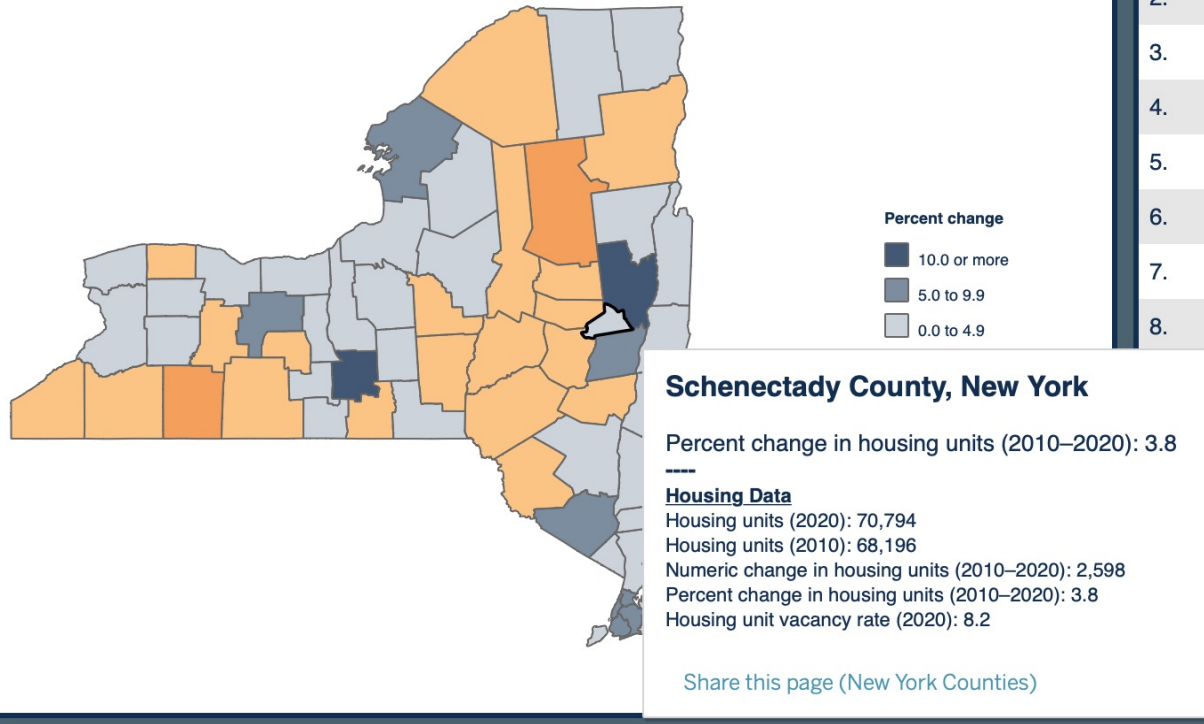 2.
3.
4.
5.
6.
7.
8.
Percent change
10.0 or more
5.0 to 9.9
0.0 to 4.9
Schenectady County, New York
Percent change in housing units (2010–2020): 3.8
----
Housing Data
Housing units (2020): 70,794
Housing units (2010): 68,196
Numeric change in housing units (2010–2020): 2,598
Percent change in housing units (2010–2020): 3.8
Housing unit vacancy rate (2020): 8.2
Share this page (New York Counties)